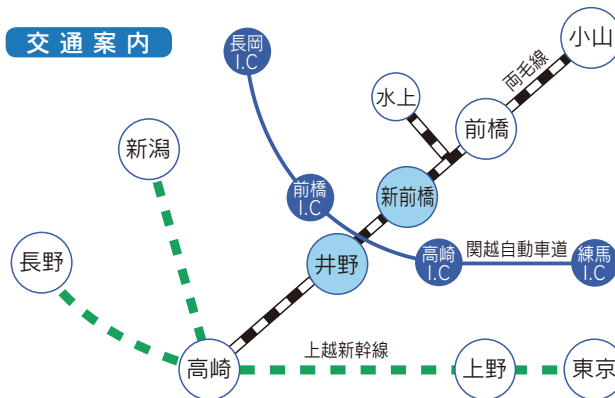 交通案内
長岡
I.C
小山
両毛線
水上
前橋
新潟
前橋
I.C
新前橋
長野
井野
高崎
I.C
関越自動車道
練馬
I.C
高崎
上越新幹線
上野
東京